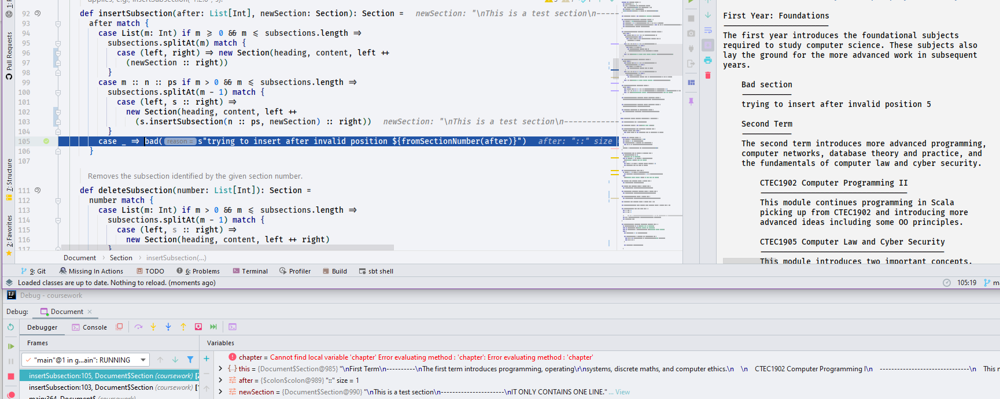 def insertSubsection(after: List[Int], newSection: Section): Section = newSection: "\nThis is a test section\n-----
after match {
case List(m: Int) if m ⩾ 0 && m ⩽ subsections.length ⇒
subsections.splitAt(m) match {
case (left, right) ⇒ new Section(heading, content, left ++
(newSection :: right))
}
case m :: n :: ps if m > 0 && m ⩽ subsections.length ⇒
subsections.splitAt(m - 1) match {
case (left, s :: right) ⇒
new Section(heading, content, left ++
(s.insertSubsection(n :: ps, newSection) :: right)) newSection: "\nThis is a test section\n------------
}
case _ ⇒ bad( reason = s"trying to insert after invalid position ${fromSectionNumber(after)}") after: "::" size
}
Removes the subsection identified by the given section number.
def deleteSubsection(number: List[Int]): Section =
number match {
case List(m: Int) if m > 0 && m ⩽ subsections.length ⇒
subsections.splitAt(m - 1) match {
case (left, s :: right) ⇒
new Section(heading, content, left ++ right)
}
92
93
94
95
96
97
98
99
100
101
102
103
104
105
106
107
111
112
113
114
115
116
117
Pull Requests
7: Structure
2: Favorites
First Year: Foundations
The first year introduces the foundational subjects
required to study computer science. These subjects also
lay the ground for the more advanced work in subsequent
years.
Bad section
trying to insert after invalid position 5
Second Term
The second term introduces more advanced programming,
computer networks, database theory and practice, and
the fundamentals of computer law and cyber security.
CTEC1902 Computer Programming II
This module continues programming in Scala
picking up from CTEC1902 and introducing more
advanced ideas including some OO principles.
CTEC1905 Computer Law and Cyber Security
This module introduces two important concepts.
Document › Section › insertSubsection(...)
9: Git Missing In Actions TODO 6: Problems Terminal Profiler Build sbt shell
Loaded classes are up to date. Nothing to reload. (moments ago) 105:19 ma
IJ Debug - coursework
Debug: Document ×
Debugger Console
Frames Variables
"main"@1 in g...ain": RUNNING
insertSubsection:105, Document$Section (coursework) [2
insertSubsection:103, Document$Section (coursework) [1
main:364, Document$ (coursework)
chapter = Cannot find local variable 'chapter' Error evaluating method : 'chapter': Error evaluating method : 'chapter'
this = {Document$Section@985} "\nFirst Term\n----------\nThe first term introduces programming, operating\r\nsystems, discrete maths, and computer ethics.\n \n CTEC1902 Computer Programming I\n -------------------------------\n This m
after = {$colon$colon@989} "::" size = 1
newSection = {Document$Section@990} "\nThis is a test section\n----------------------\nIT ONLY CONTAINS ONE LINE." ... View